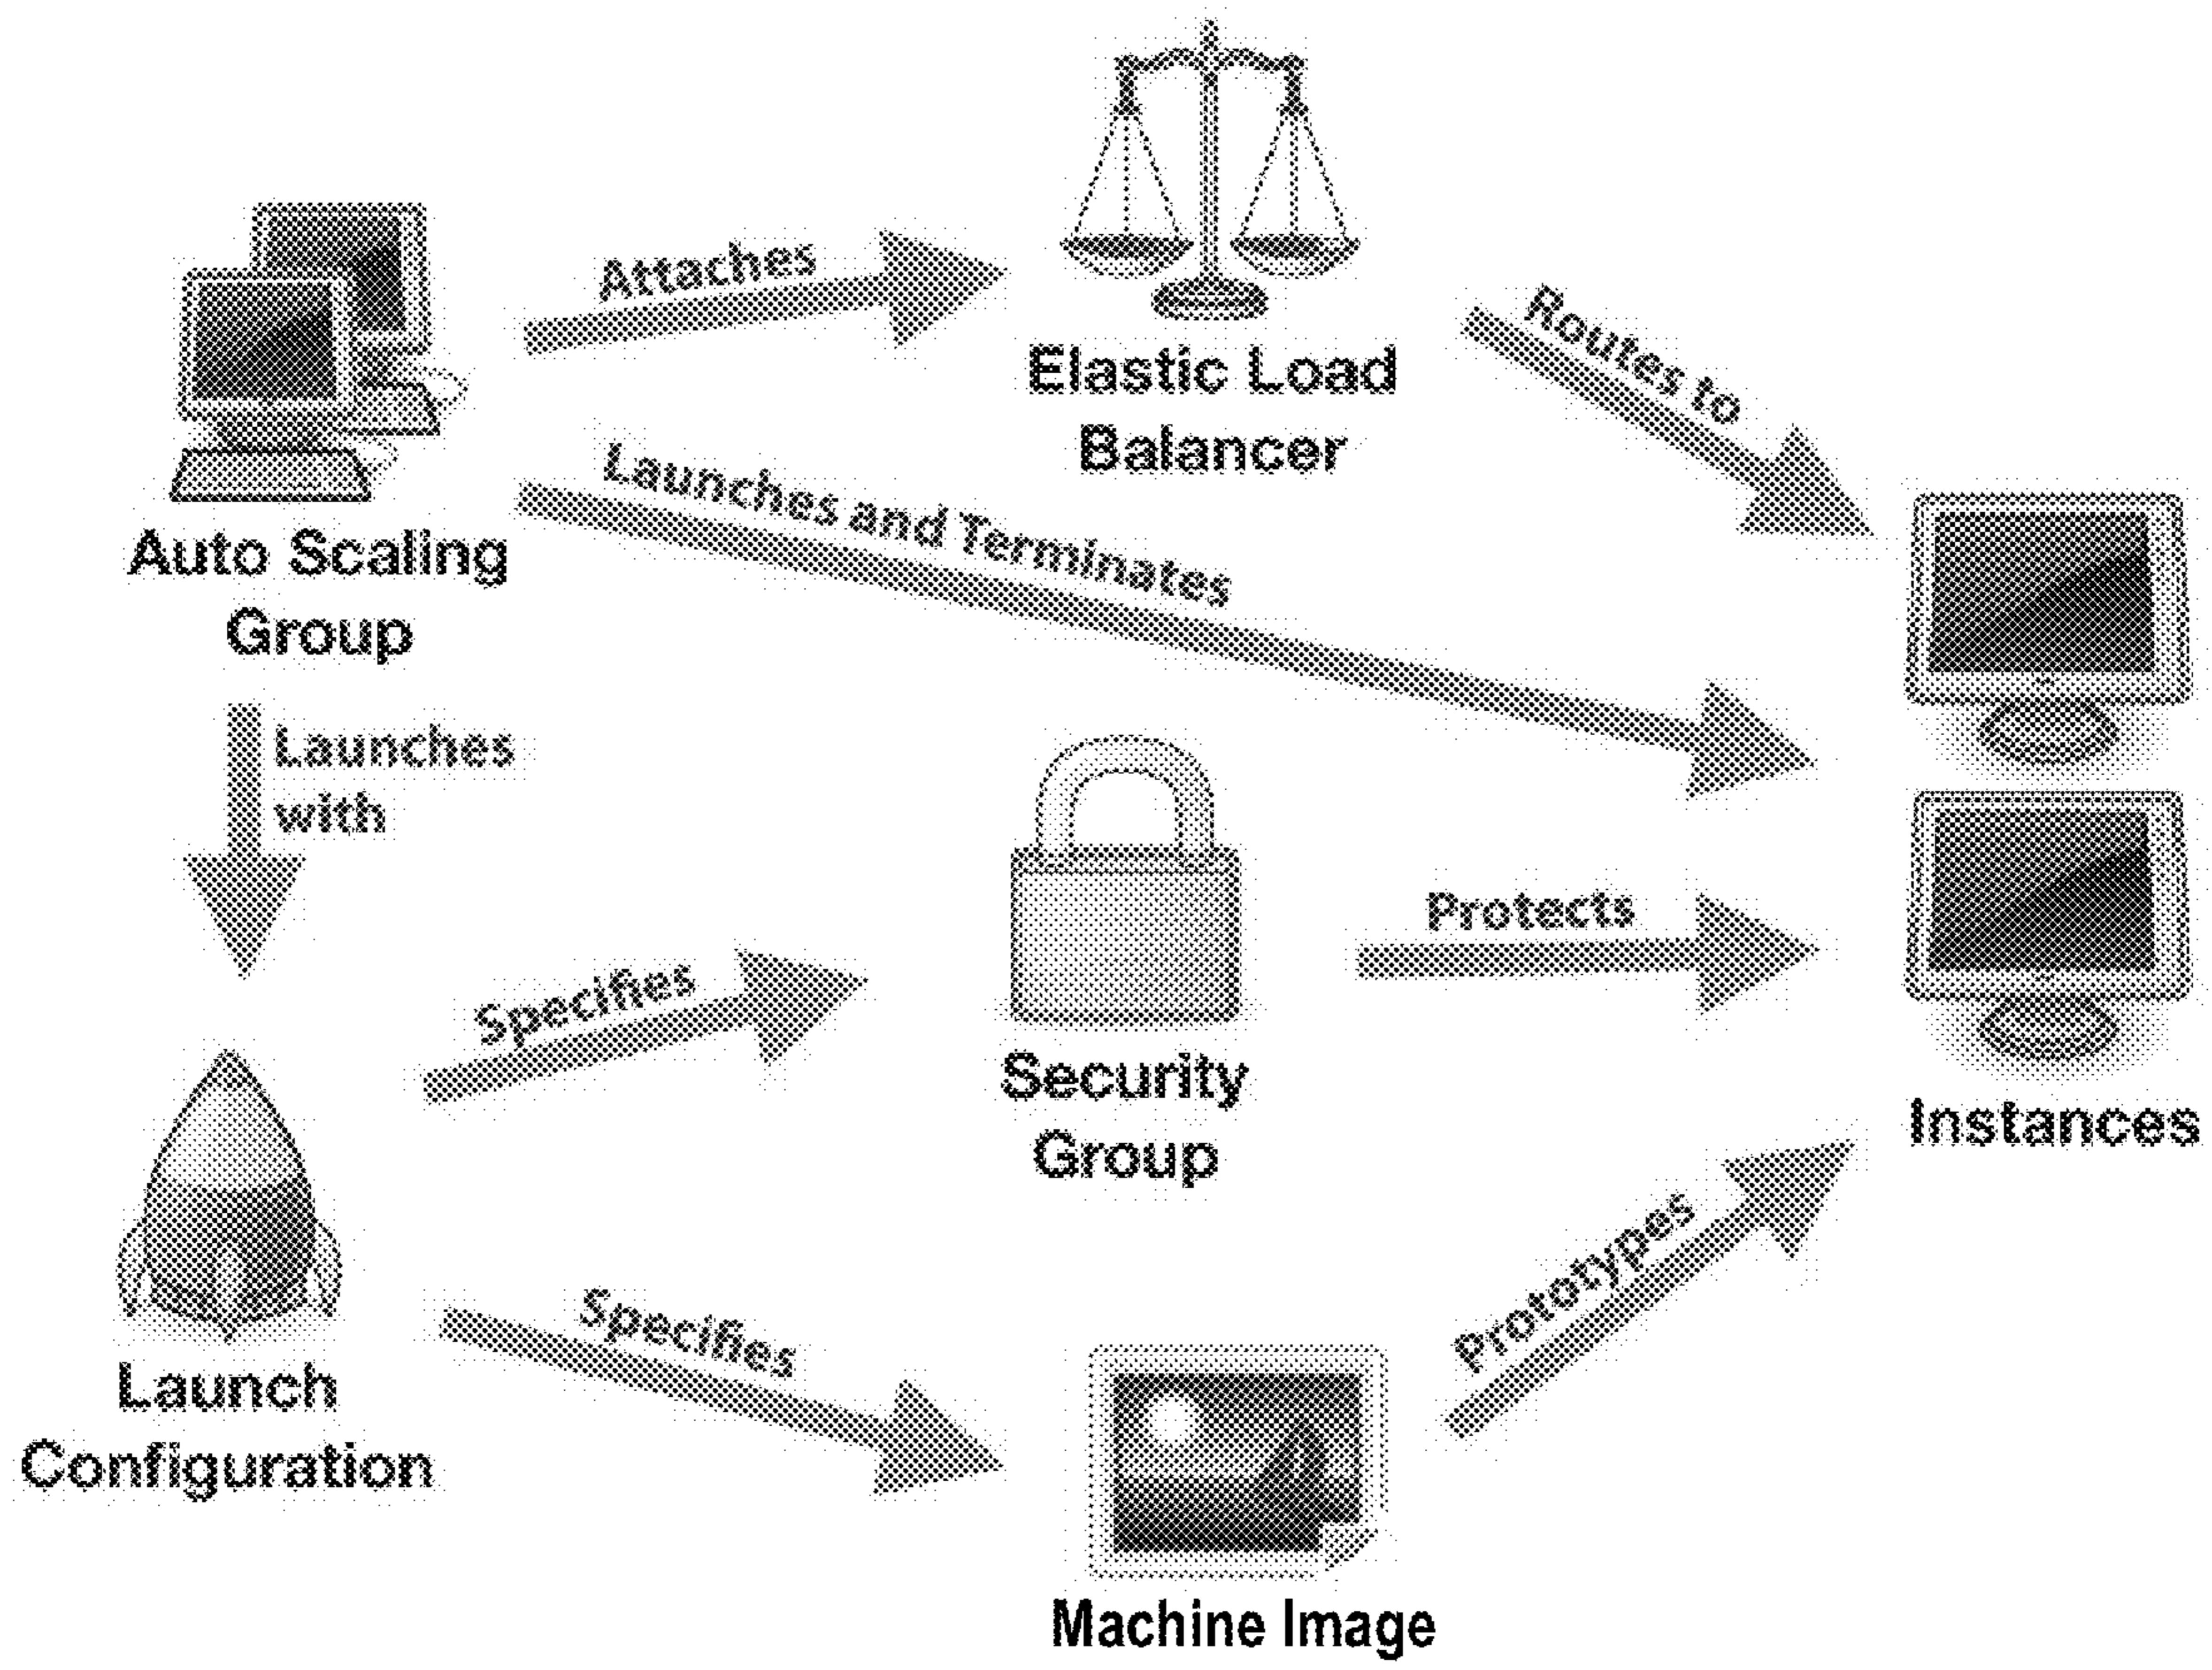 Attaches
Elastic Load
Balancer
Routes to
Auto Scaling
Group
Launches and Terminates
Launches
with
Specifies
Security
Group
Protects
Instances
Launch
Configuration
Specifies
Machine Image
Prototypes